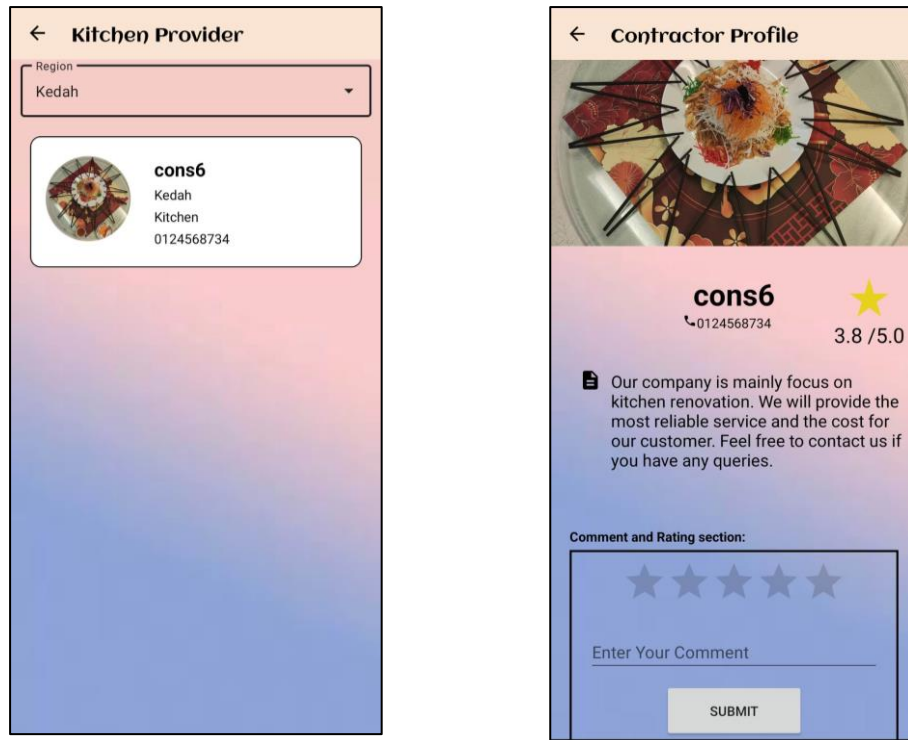 Kitchen Provider
Region
Kedah
cons6
Kedah
Kitchen
0124568734
Contractor Profile
cons6
0124568734
3.8 /5.0
Our company is mainly focus on
kitchen renovation. We will provide the
most reliable service and the cost for
our customer. Feel free to contact us if
you have any queries.
Comment and Rating section:
Enter Your Comment
SUBMIT